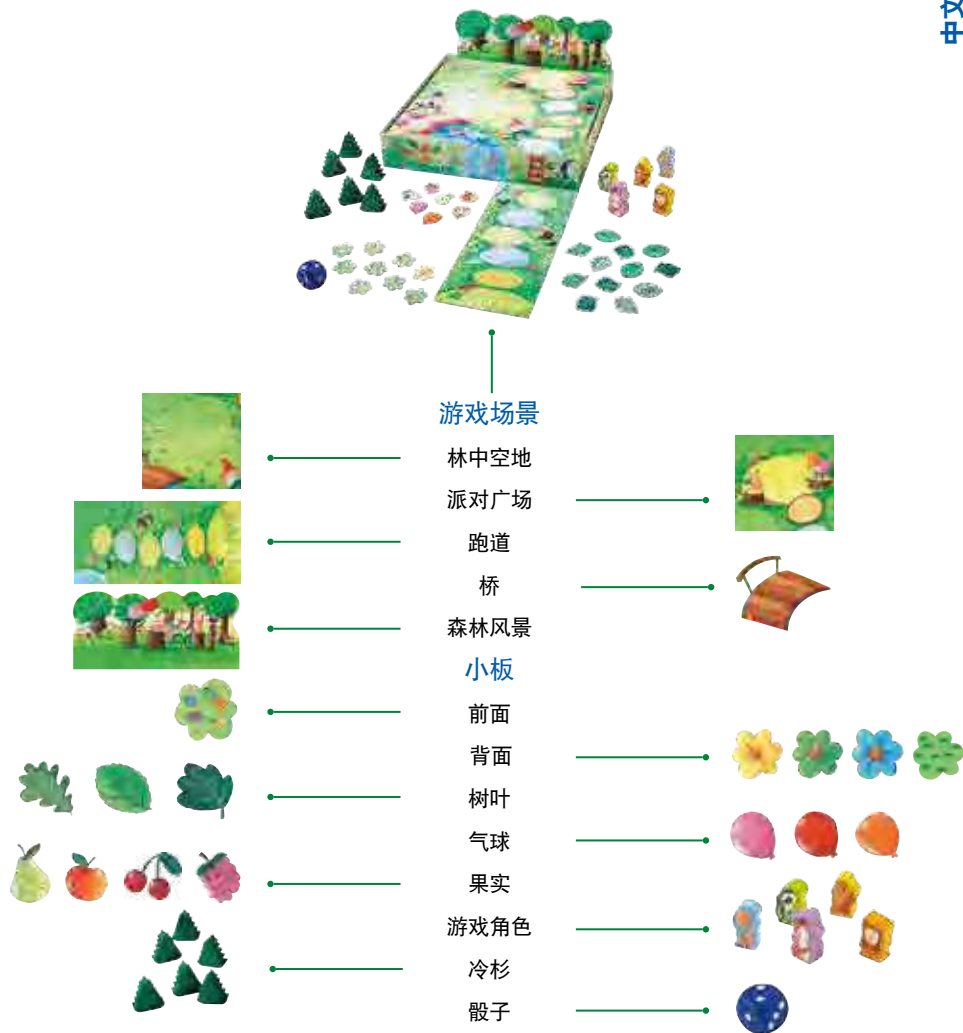 中文
游戏场景
林中空地
派对广场
跑道
桥
森林风景
小板
前面
背面
树叶
气球
果实
游戏角色
冷杉
骰子